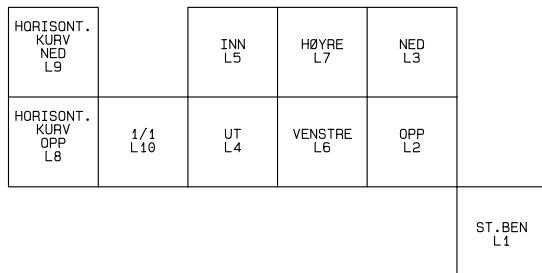 HORISONT.
KURV
NED
L9
INN
L5
HØYRE
L7
NED
L3
HORISONT.
KURV
OPP
L8
1/1
L10
UT
L4
VENSTRE
L6
OPP
L2
ST.BEN
L1